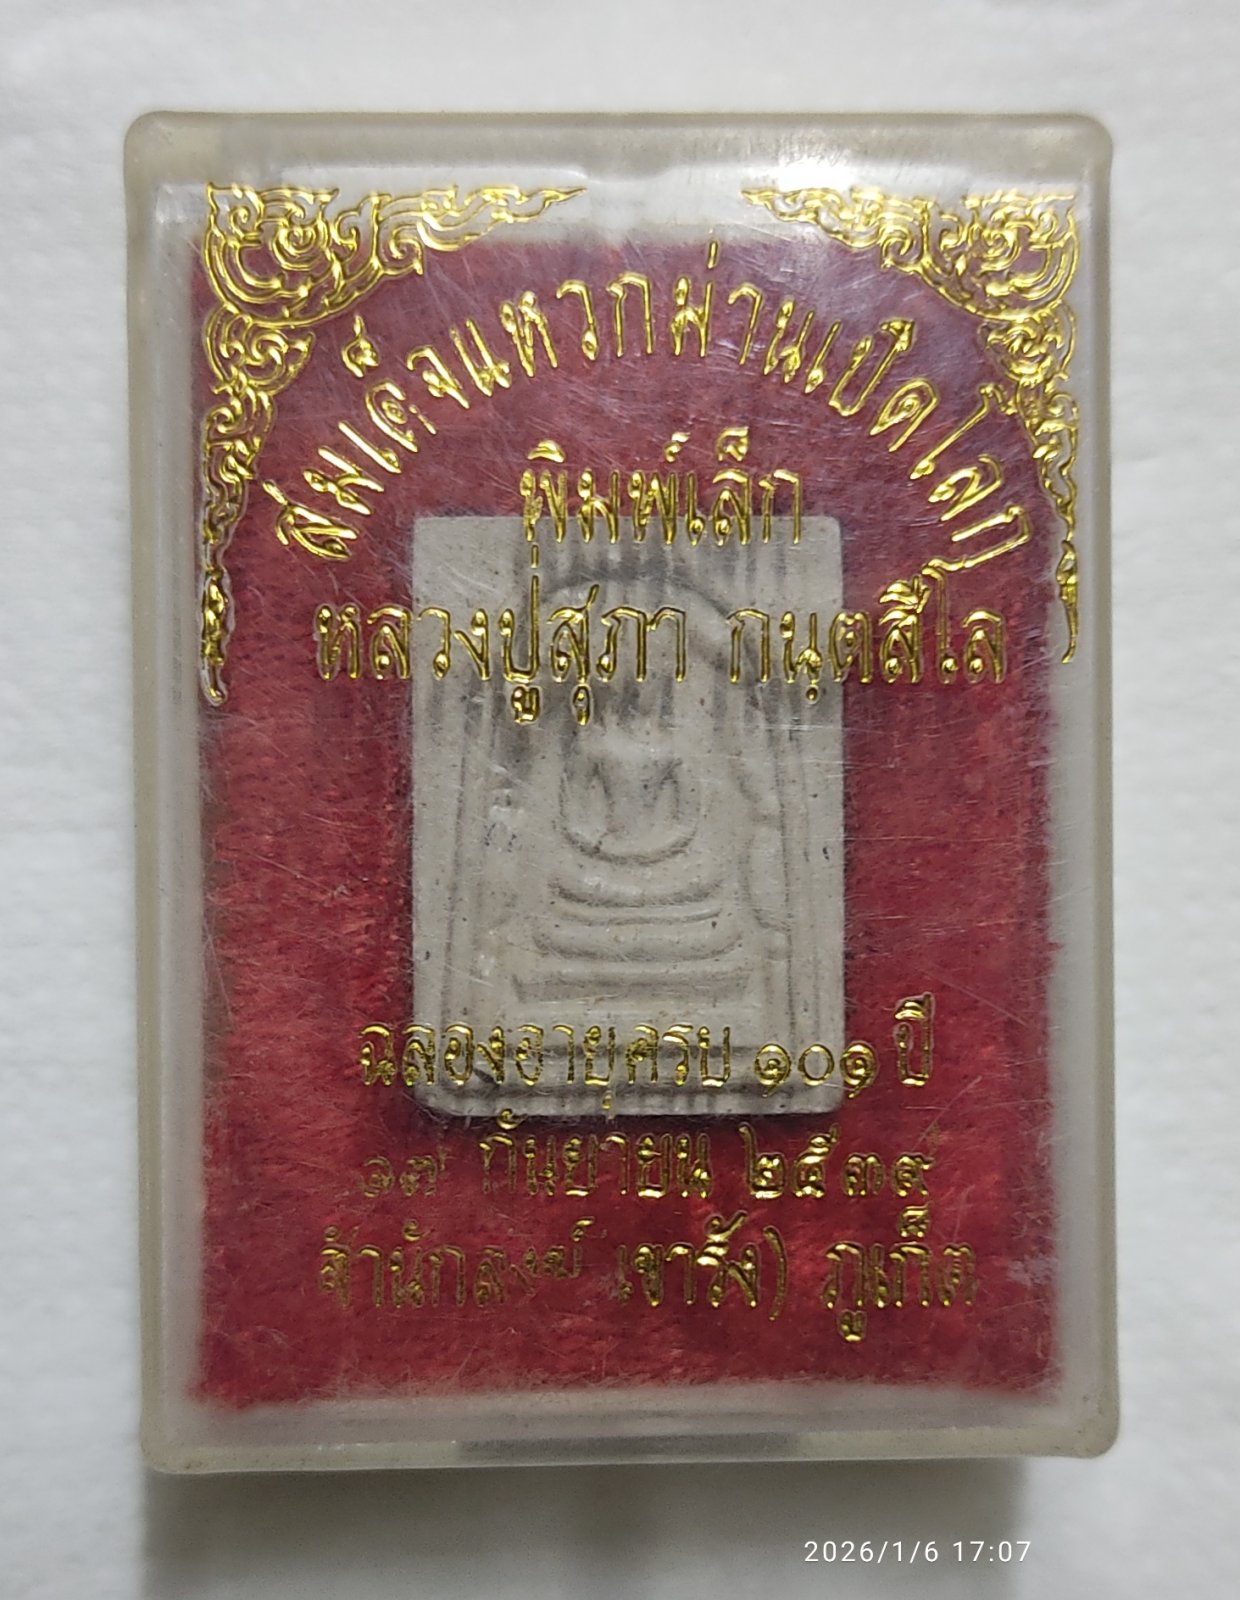 สมเด็จแหวกม่านเปิดโลก
พิมพ์เล็ก
หลวงปู่สุภา กนฺตสีโล
ฉลองอายุครบ ๑๐๑ ปี
๑๗ กันยายน ๒๕๓๙
สำนักสงฆ์ เขารัง) ภูเก็ต
2026/1/6 17:07